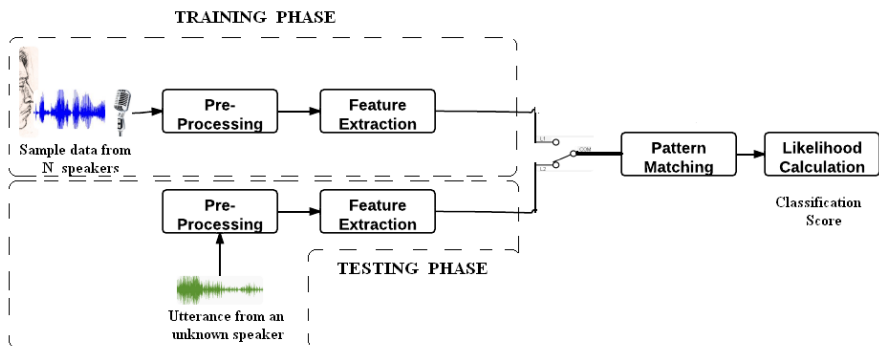 TRAINING PHASE
Pre-
Processing
Feature
Extraction
Sample data from
N speakers
L1
COM
L2
Pattern
Matching
Likelihood
Calculation
Classification
Score
Pre-
Processing
Feature
Extraction
TESTING PHASE
Utterance from an
unknown speaker